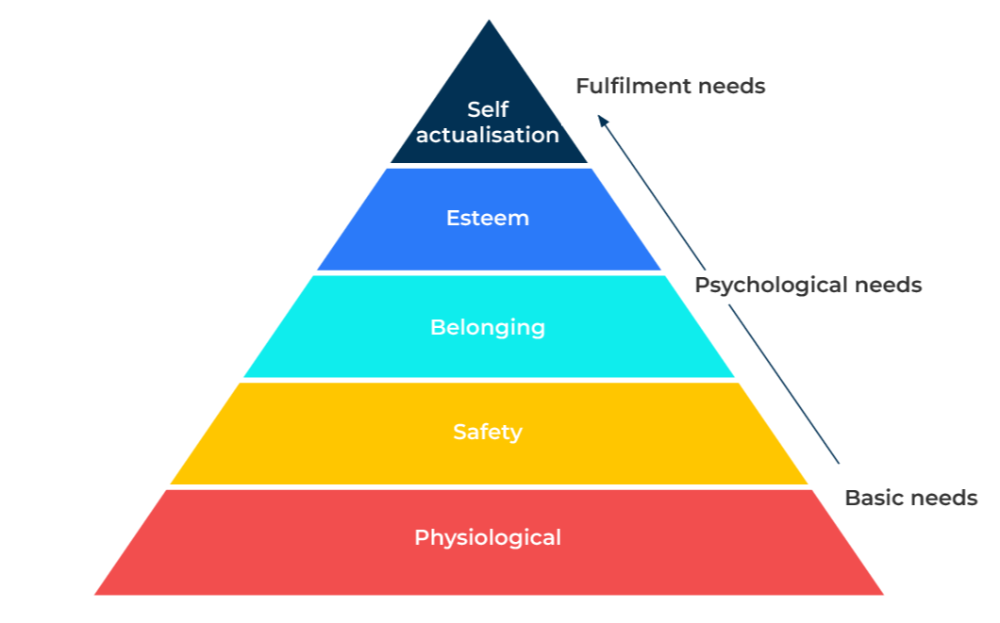 Fulfilment needs
Self
actualisation
Esteem
Psychological needs
Belonging
Safety
Basic needs
Physiological